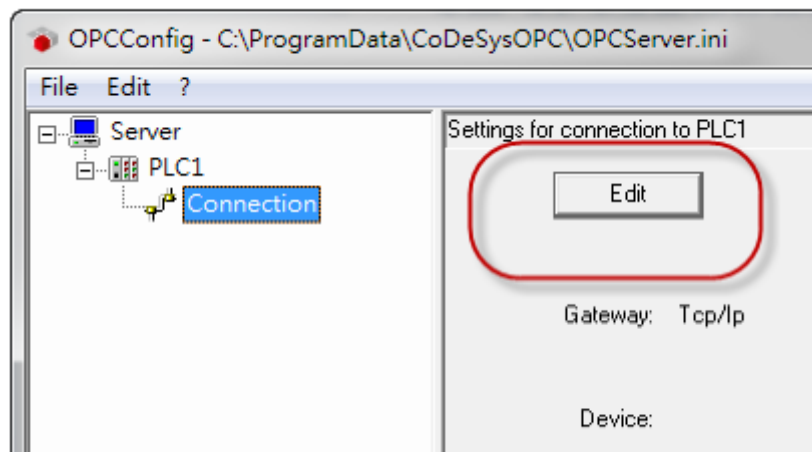 OPCConfig - C:\ProgramData\CoDeSysOPC\OPCServer.ini
File Edit ?
Server
PLC1
Connection
Settings for connection to PLC1
Edit
Gateway: Tcp/Ip
Device: